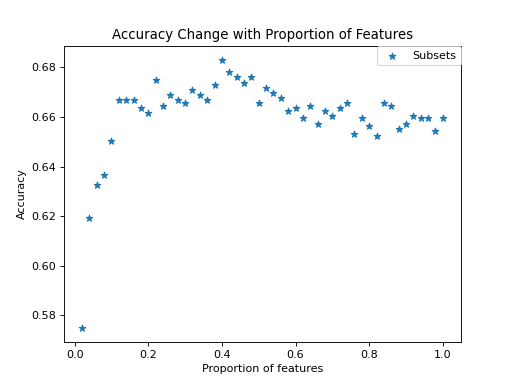 Accuracy Change with Proportion of Features
Subsets
0.68
0.66
0.64
0.62
0.60
0.58
Accuracy
0.0 0.2 0.4 0.6 0.8 1.0
Proportion of features